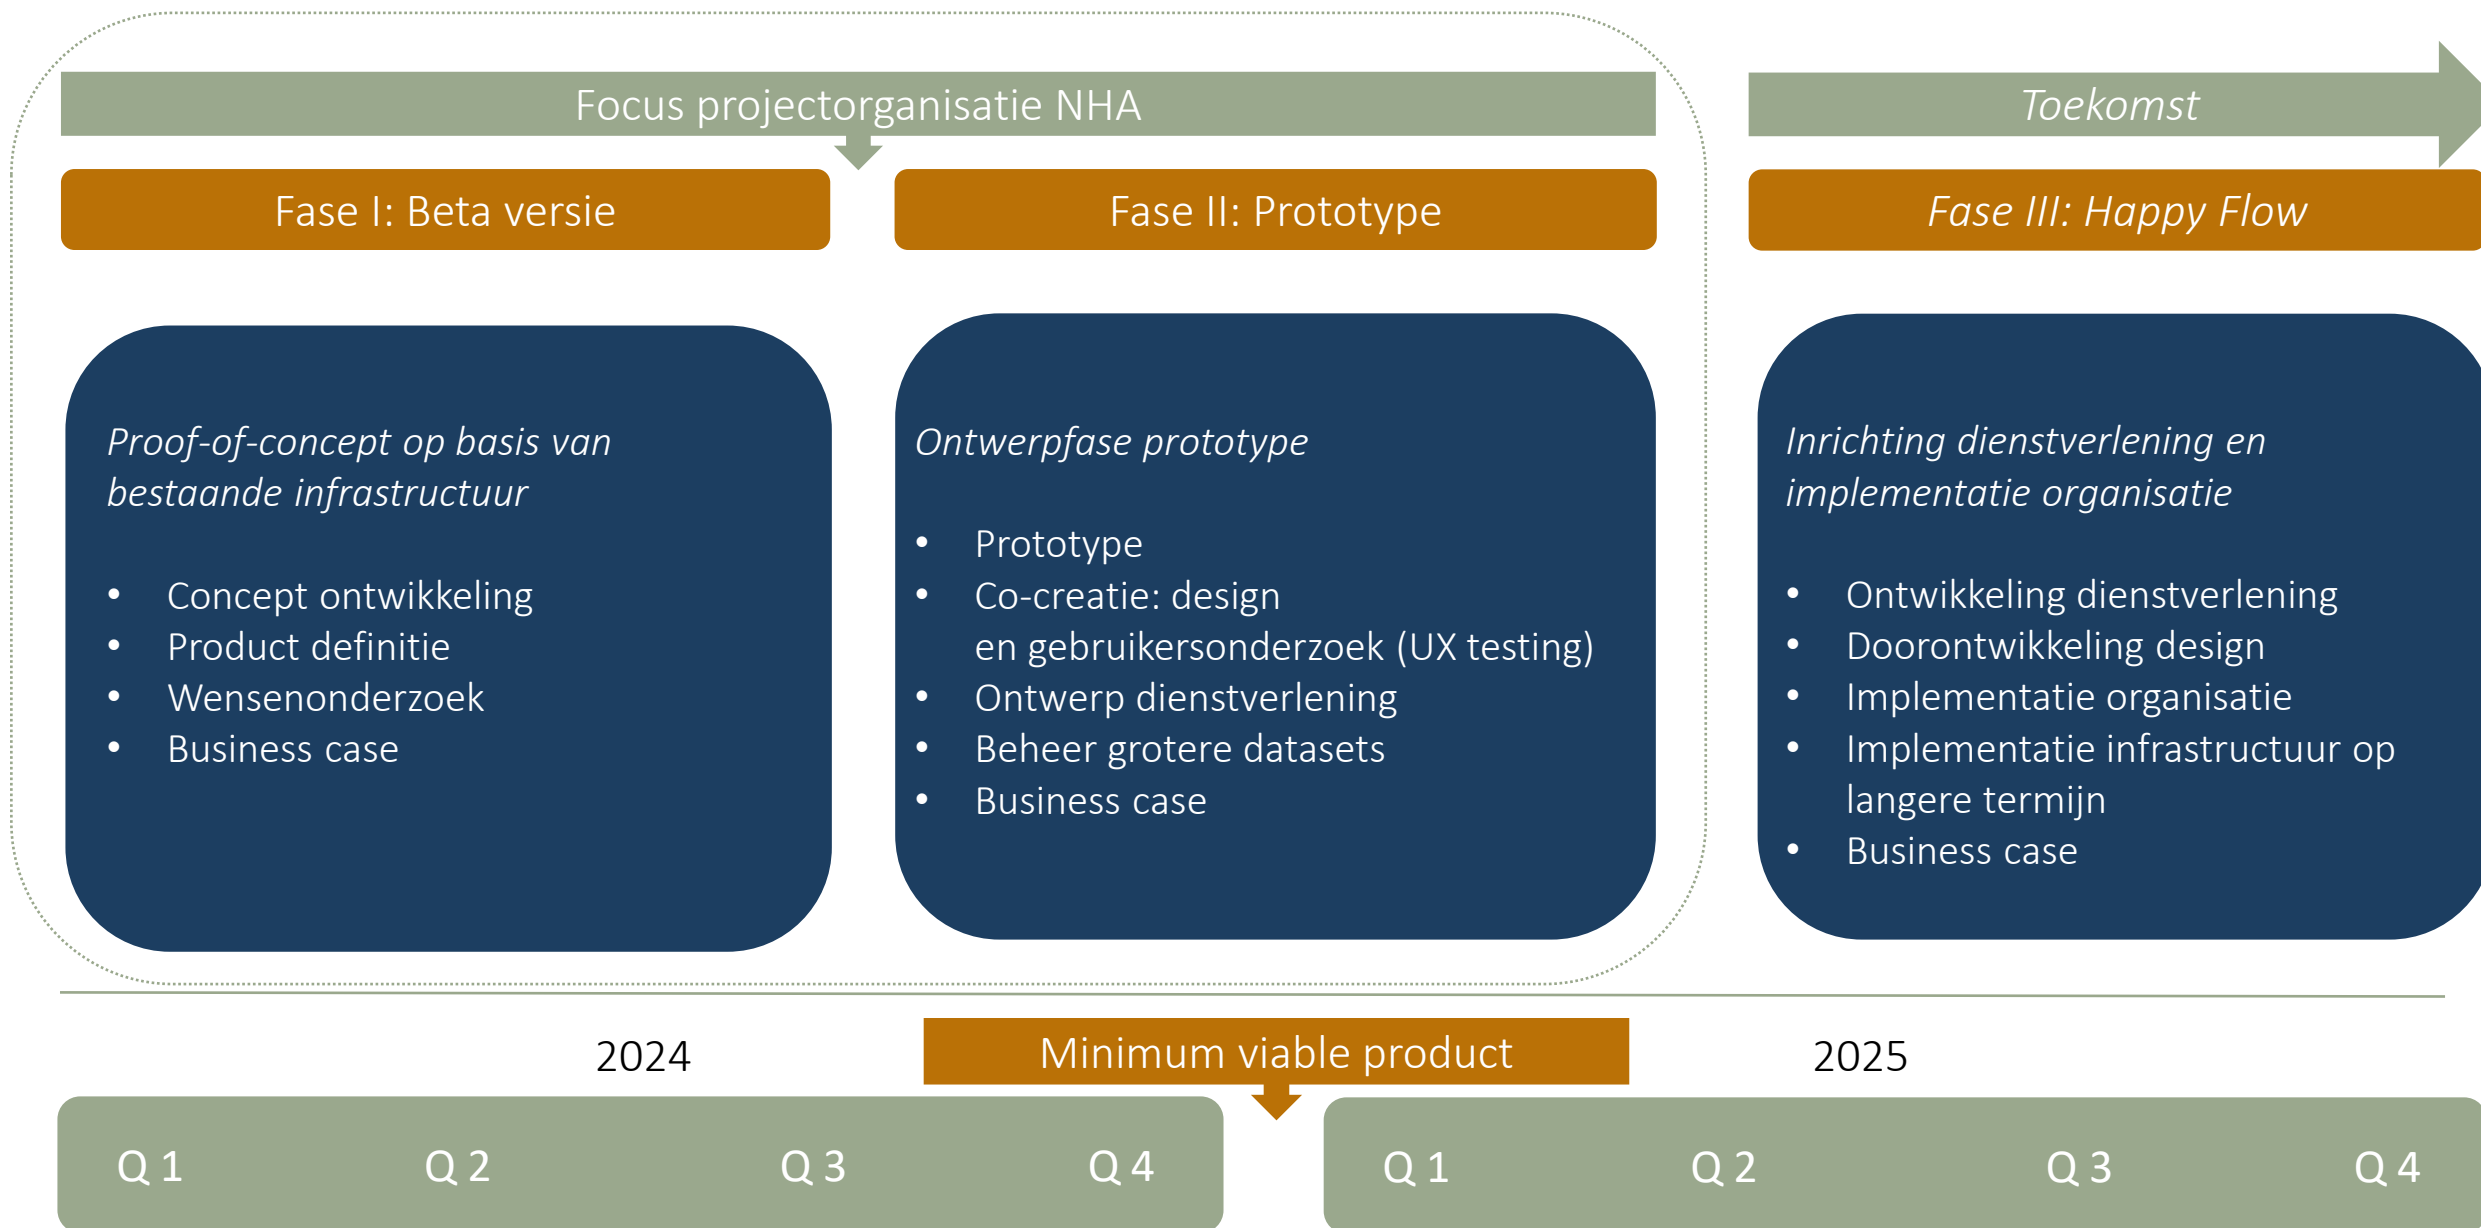 Focus projectorganisatie NHA
Toekomst
Fase I: Beta versie
Fase II: Prototype
Fase III: Happy Flow
Proof-of-concept op basis van
bestaande infrastructuur
• Concept ontwikkeling
• Product definitie
• Wensenonderzoek
• Business case
Ontwerpfase prototype
• Prototype
• Co-creatie: design
en gebruikersonderzoek (UX testing)
• Ontwerp dienstverlening
• Beheer grotere datasets
• Business case
Inrichting dienstverlening en
implementatie organisatie
• Ontwikkeling dienstverlening
• Doorontwikkeling design
• Implementatie organisatie
• Implementatie infrastructuur op
langere termijn
• Business case
2024
Minimum viable product
2025
Q 1 Q 2 Q 3 Q 4
Q 1 Q 2 Q 3 Q 4